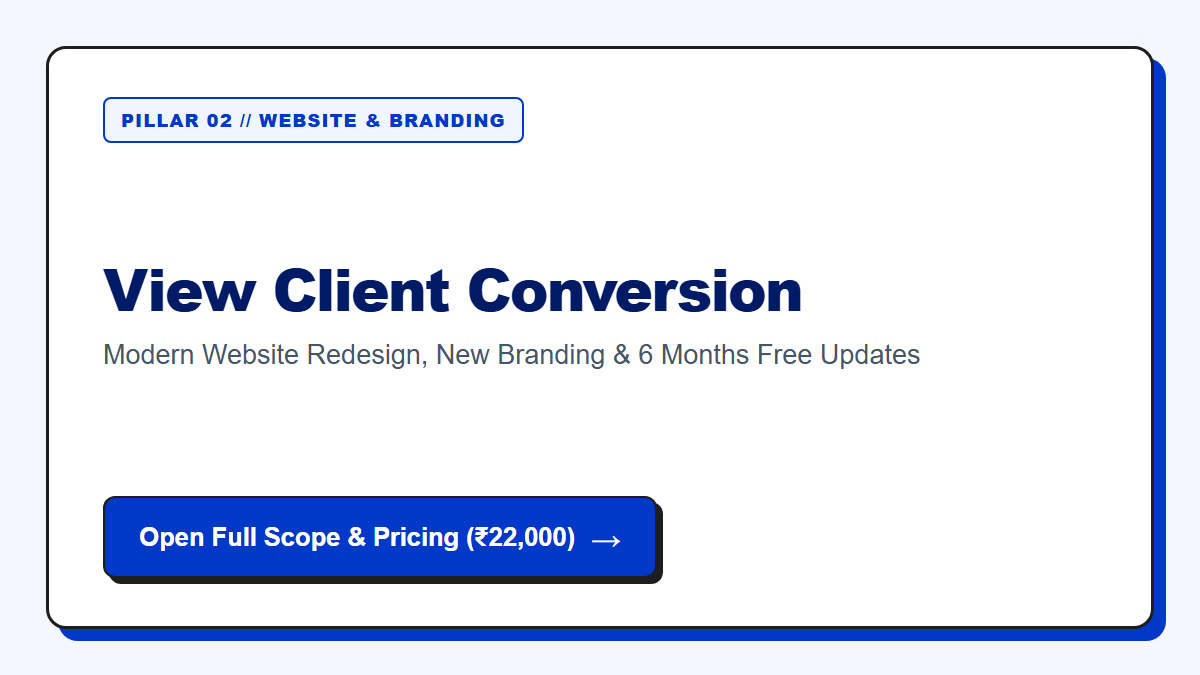 PILLAR 02 // WEBSITE & BRANDING
View Client Conversion
Modern Website Redesign, New Branding & 6 Months Free Updates
Open Full Scope & Pricing (₹22,000) →